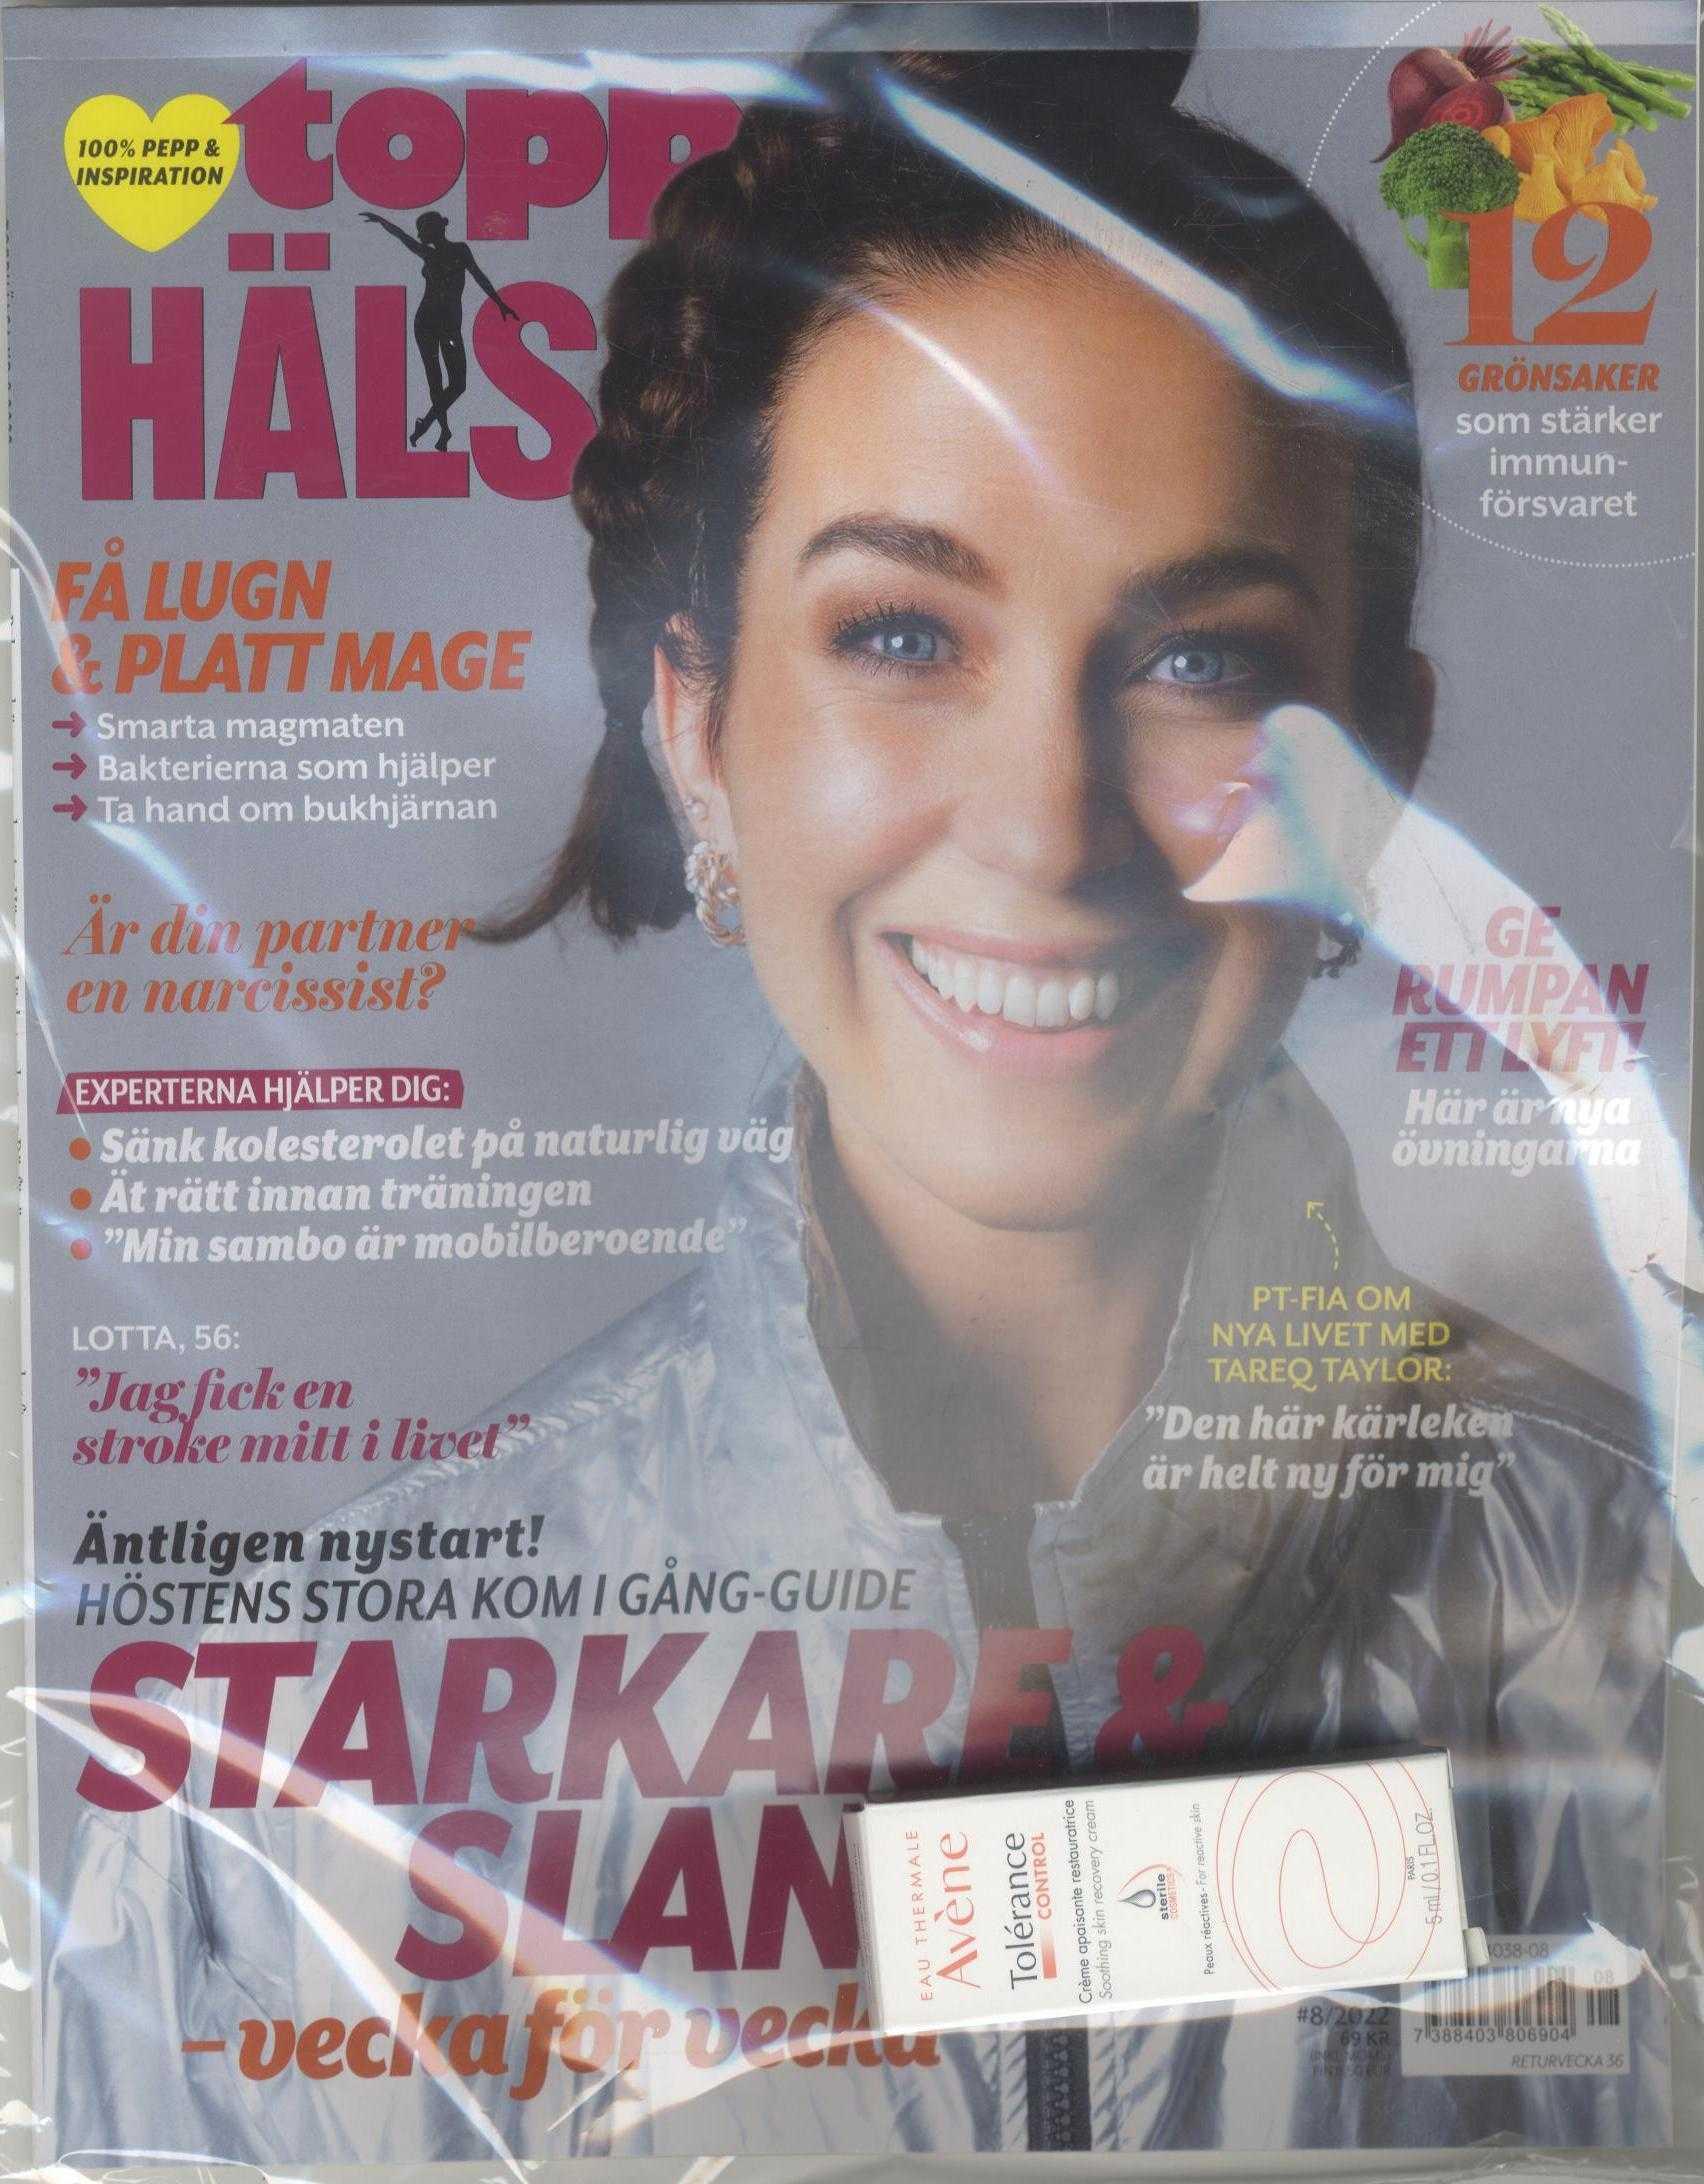 100% PEPP &
INSPIRATION
topp
HÄLS
12
GRÖNSAKER
som stärker
immun-
försvaret
FÅ LUGN
& PLATT MAGE
→ Smarta magmaten
→ Bakterierna som hjälper
→ Ta hand om bukhjärnan
Är din partner
en narcissist?
GE
RUMPAN
ETT LYFT!
Här är nya
övningarna
EXPERTERNA HJÄLPER DIG:
• Sänk kolesterolet på naturlig väg
• Ät rätt innan träningen
• ”Min sambo är mobilberoende”
PT-FIA OM
NYA LIVET MED
TAREQ TAYLOR:
”Den här kärleken
är helt ny för mig”
LOTTA, 56:
”Jag fick en
stroke mitt i livet”
Äntligen nystart!
HÖSTENS STORA KOM I GÅNG-GUIDE
STARKARE &
SLAN
– vecka för vecka
EAU THERMALE
Avène
Tolérance
CONTROL
Crème apaisante restauratrice
Soothing skin recovery cream
sterile
COSMETICS
Peaux réactives - For reactive skin
PARIS
5 ml / 0.1 FL.OZ.
038-08
08
#8/2022
69 KR
7 388403 806904
RETURVECKA 36